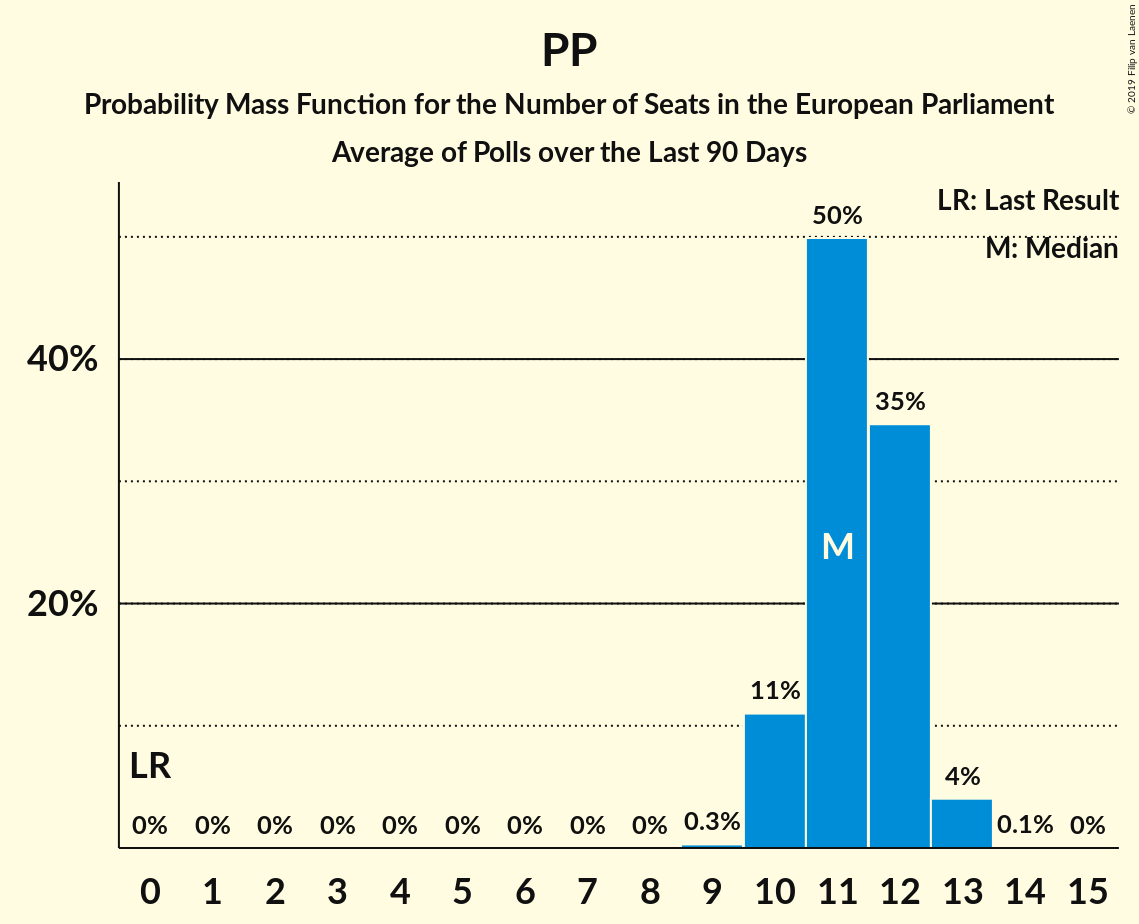 PP
Probability Mass Function for the Number of Seats in the European Parliament
Average of Polls over the Last 90 Days
© 2019 Filip van Laenen
LR: Last Result
M: Median
50%
40%
35%
M
20%
11%
LR
4%
0% 0% 0% 0% 0% 0% 0% 0% 0% 0.3% 0.1% 0%
0 1 2 3 4 5 6 7 8 9 10 11 12 13 14 15